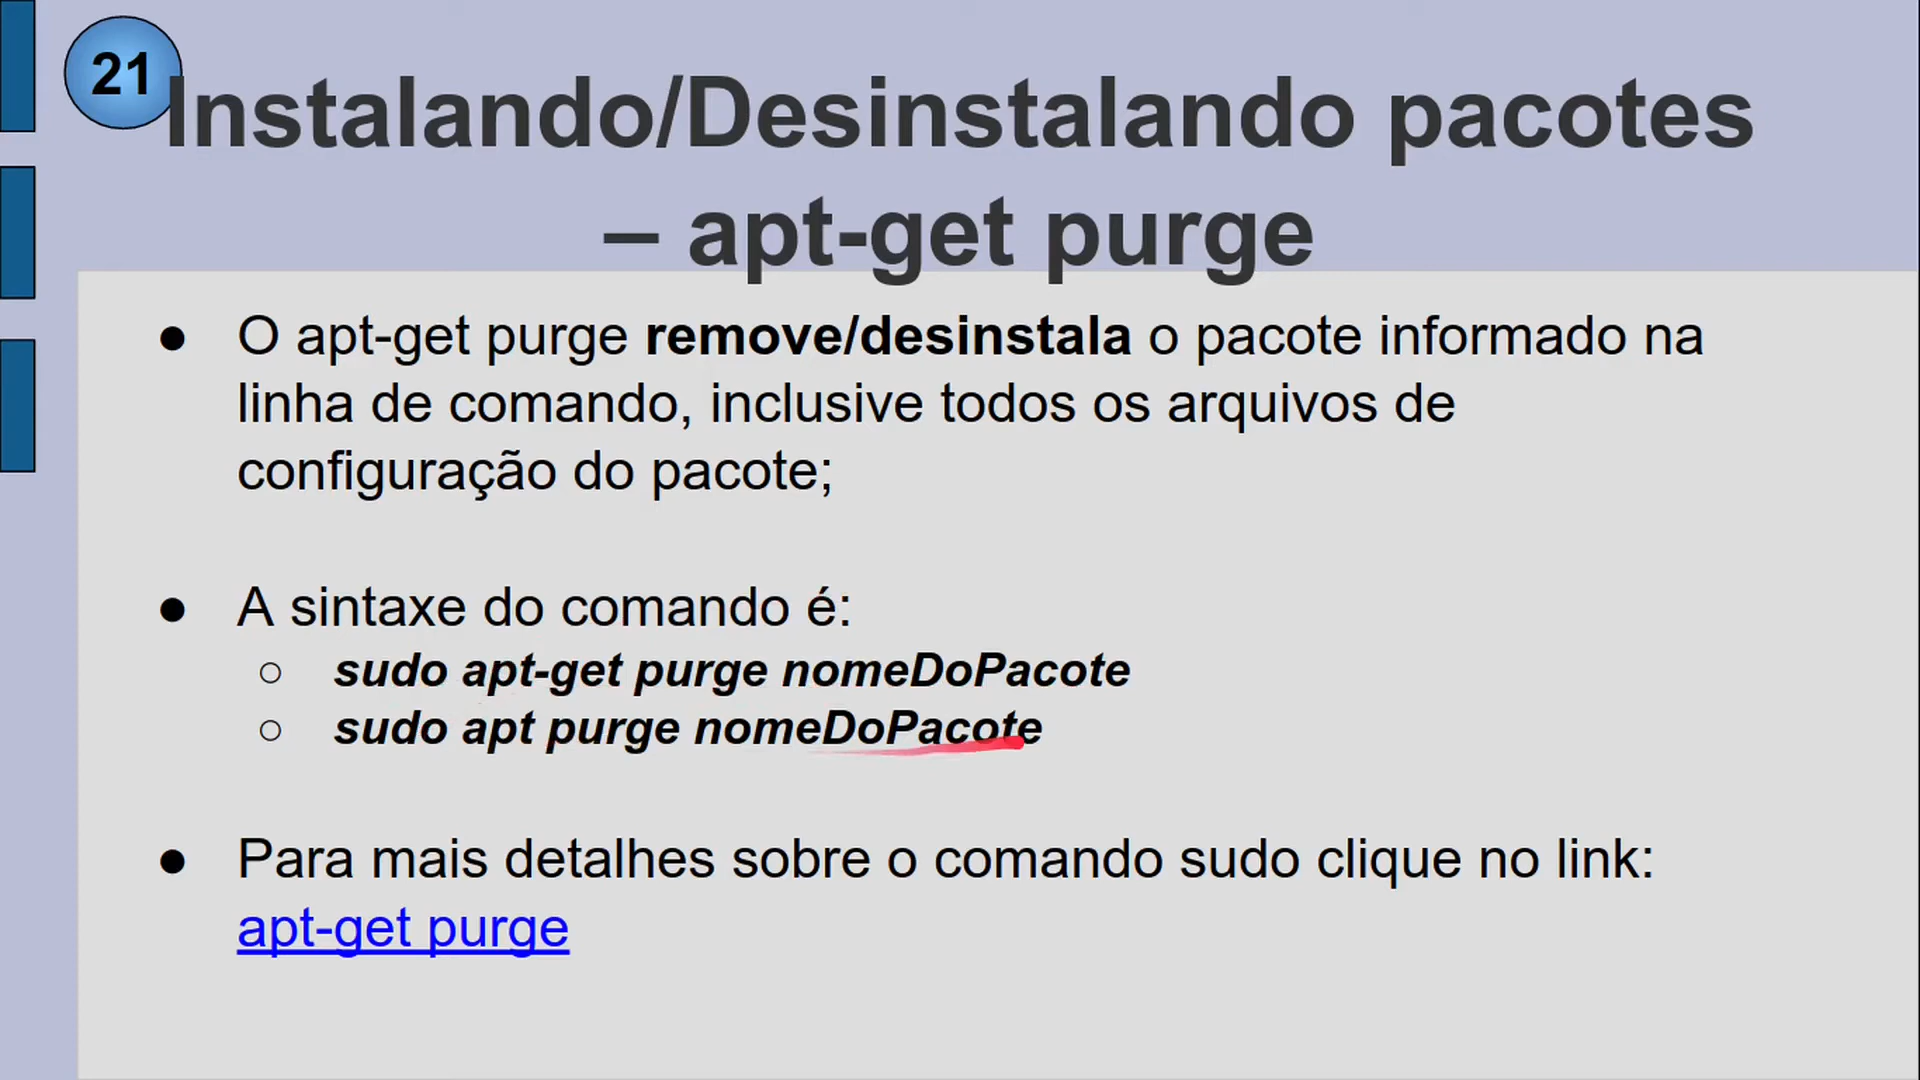 21
Instalando/Desinstalando pacotes
– apt-get purge
● O apt-get purge remove/desinstala o pacote informado na
linha de comando, inclusive todos os arquivos de
configuração do pacote;
● A sintaxe do comando é:
○ sudo apt-get purge nomeDoPacote
○ sudo apt purge nomeDoPacote
● Para mais detalhes sobre o comando sudo clique no link:
apt-get purge